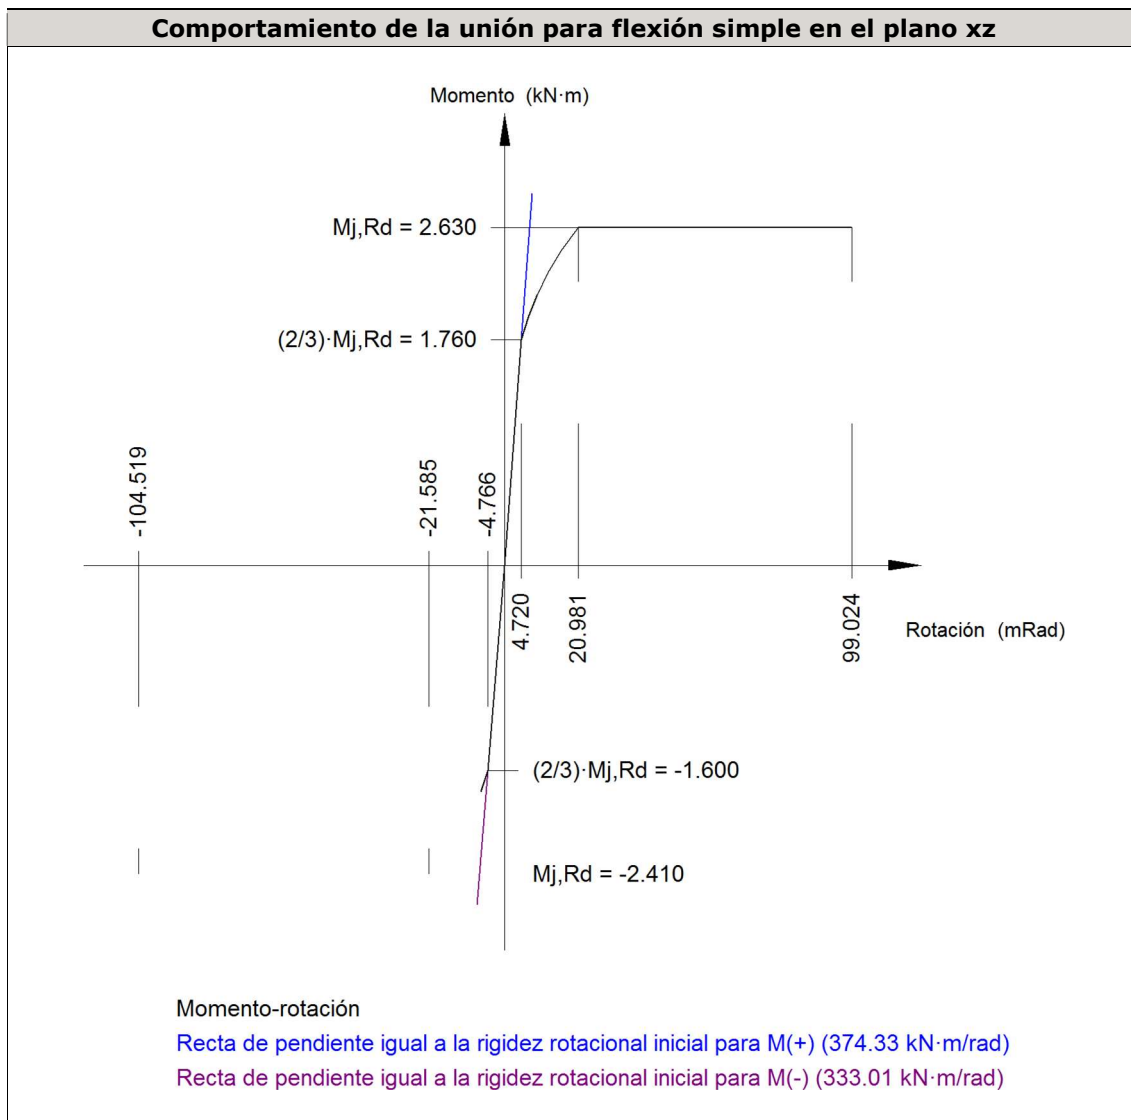 Comportamiento de la unión para flexión simple en el plano xz
Momento (kN·m)
Mj,Rd = 2.630
(2/3)·Mj,Rd = 1.760
-104.519
-21.585
-4.766
4.720
20.981
99.024
Rotación (mRad)
(2/3)·Mj,Rd = -1.600
Mj,Rd = -2.410
Momento-rotación
Recta de pendiente igual a la rigidez rotacional inicial para M(+) (374.33 kN·m/rad)
Recta de pendiente igual a la rigidez rotacional inicial para M(-) (333.01 kN·m/rad)